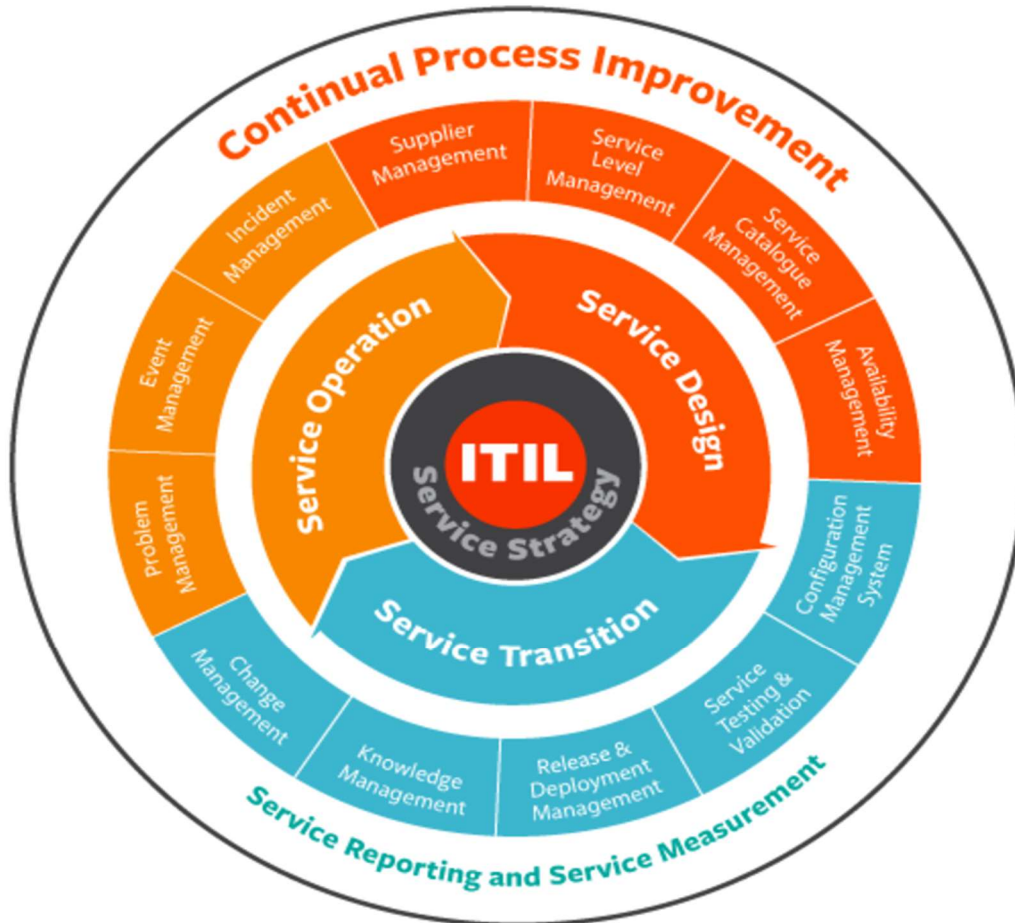 Continual Process Improvement
Supplier
Management
Service
Level
Management
Service
Catalogue
Management
Availability
Management
Configuration
Management
System
Service
Testing &
Validation
Release &
Deployment
Management
Knowledge
Management
Change
Management
Problem
Management
Event
Management
Incident
Management
Service Operation
Service Design
Service Transition
ITIL
Service Strategy
Service Reporting and Service Measurement